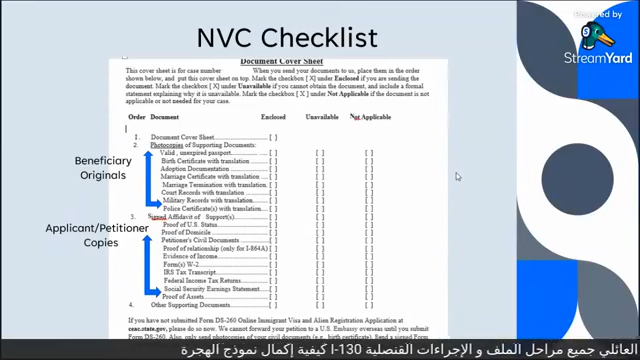 Powered by
StreamYard
NVC Checklist
Document Cover Sheet
This cover sheet is for case number When you send your documents to us, place them in the order
shown below, and put this cover sheet on top. Mark the checkbox [ X] under Enclosed if you are sending the
document. Mark the checkbox [ X] under Unavailable if you cannot obtain the document, and include a formal
statement explaining why it is unavailable. Mark the checkbox [ X ] under Not Applicable if the document is not
applicable or not needed for your case.
Order Document Enclosed Unavailable Not Applicable
1. Document Cover Sheet [ ]
2. Photocopies of Supporting Documents:
Valid , unexpired passport [ ] [ ] [ ]
Birth Certificate with translation [ ] [ ] [ ]
Adoption Documentation [ ] [ ] [ ]
Marriage Certificate with translation [ ] [ ] [ ]
Marriage Termination with translation [ ] [ ] [ ]
Court Records with translation [ ] [ ] [ ]
Military Records with translation [ ] [ ] [ ]
Police Certificate(s) with translation [ ] [ ] [ ]
3. Signed Affidavit of Support(s) [ ] [ ] [ ]
Proof of U.S. Status [ ] [ ] [ ]
Proof of Domicile [ ] [ ] [ ]
Petitioner's Civil Documents [ ] [ ] [ ]
Proof of relationship (only for I-864A) [ ] [ ] [ ]
Evidence of Income [ ] [ ] [ ]
Form(s) W-2 [ ] [ ] [ ]
IRS Tax Transcript [ ] [ ] [ ]
Federal Income Tax Returns [ ] [ ] [ ]
Social Security Earnings Statement [ ] [ ] [ ]
Proof of Assets [ ] [ ] [ ]
4. Other Supporting Documents [ ] [ ] [ ]
Beneficiary
Originals
Applicant/Petitioner
Copies
If you have not submitted Form DS-260 Online Immigrant Visa and Alien Registration Application at
ceac.state.gov, please do so now. We cannot forward your petition to a U.S. Embassy overseas until you submit
Form DS-260. Also, only send photocopies of your civil documents (e.g. birth certificate). Send a signed Form
العائلي جميع مراحل الملف و الإجراءات القنصلية I-130 كيفية إكمال نموذج الهجرة